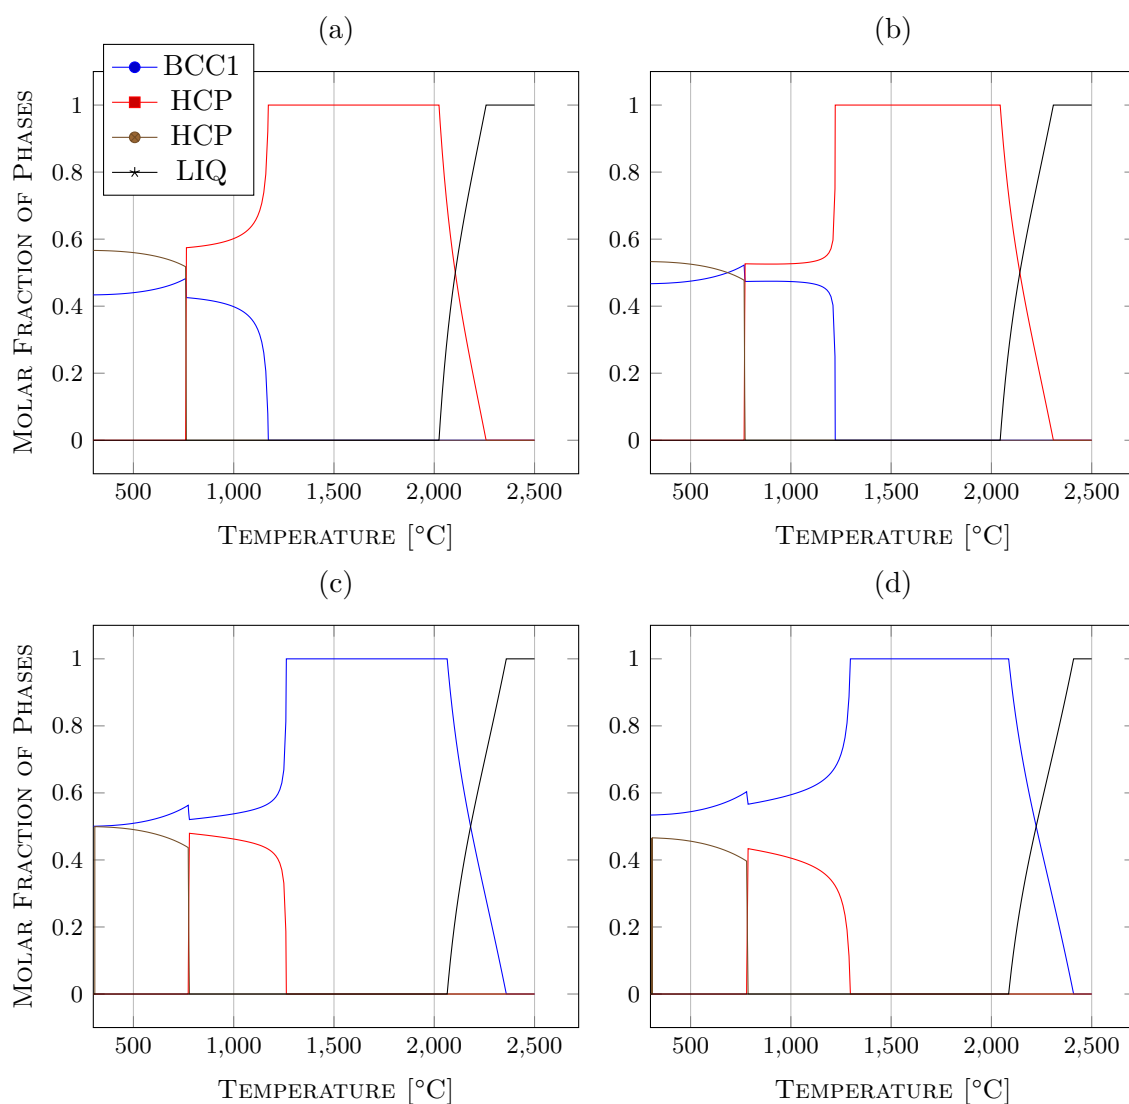 (a)
BCC1
HCP
HCP
LIQ
MOLAR FRACTION OF PHASES
1
0.8
0.6
0.4
0.2
0
500 1,000 1,500 2,000 2,500
TEMPERATURE [°C]
(b)
1
0.8
0.6
0.4
0.2
0
500 1,000 1,500 2,000 2,500
TEMPERATURE [°C]
(c)
MOLAR FRACTION OF PHASES
1
0.8
0.6
0.4
0.2
0
500 1,000 1,500 2,000 2,500
TEMPERATURE [°C]
(d)
1
0.8
0.6
0.4
0.2
0
500 1,000 1,500 2,000 2,500
TEMPERATURE [°C]